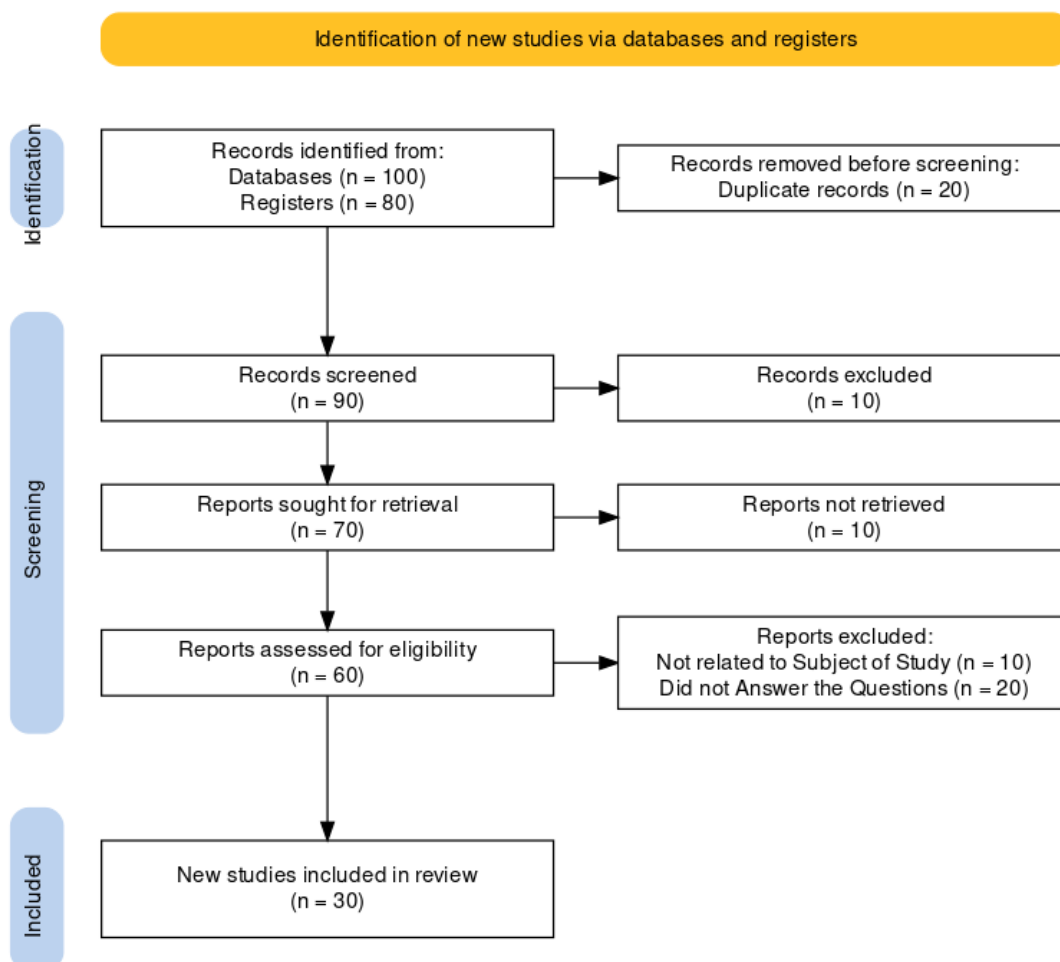 Identification of new studies via databases and registers
Identification
Records identified from:
Databases (n = 100)
Registers (n = 80)
Records removed before screening:
Duplicate records (n = 20)
Screening
Records screened
(n = 90)
Records excluded
(n = 10)
Reports sought for retrieval
(n = 70)
Reports not retrieved
(n = 10)
Reports assessed for eligibility
(n = 60)
Reports excluded:
Not related to Subject of Study (n = 10)
Did not Answer the Questions (n = 20)
Included
New studies included in review
(n = 30)